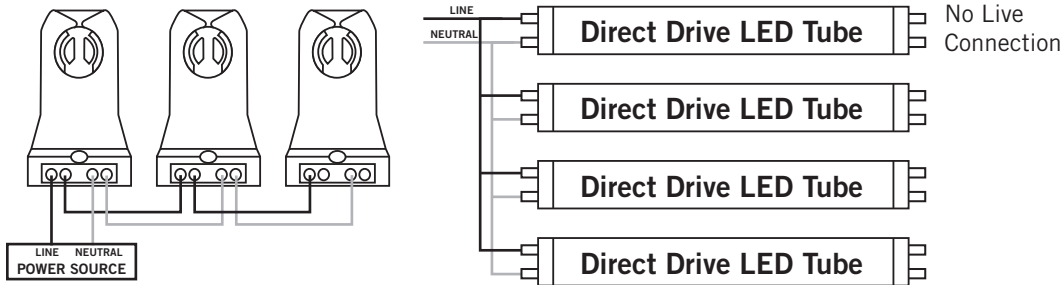 LINE
NEUTRAL
Direct Drive LED Tube
No Live
Connection
Direct Drive LED Tube
Direct Drive LED Tube
Direct Drive LED Tube
LINE NEUTRAL
POWER SOURCE